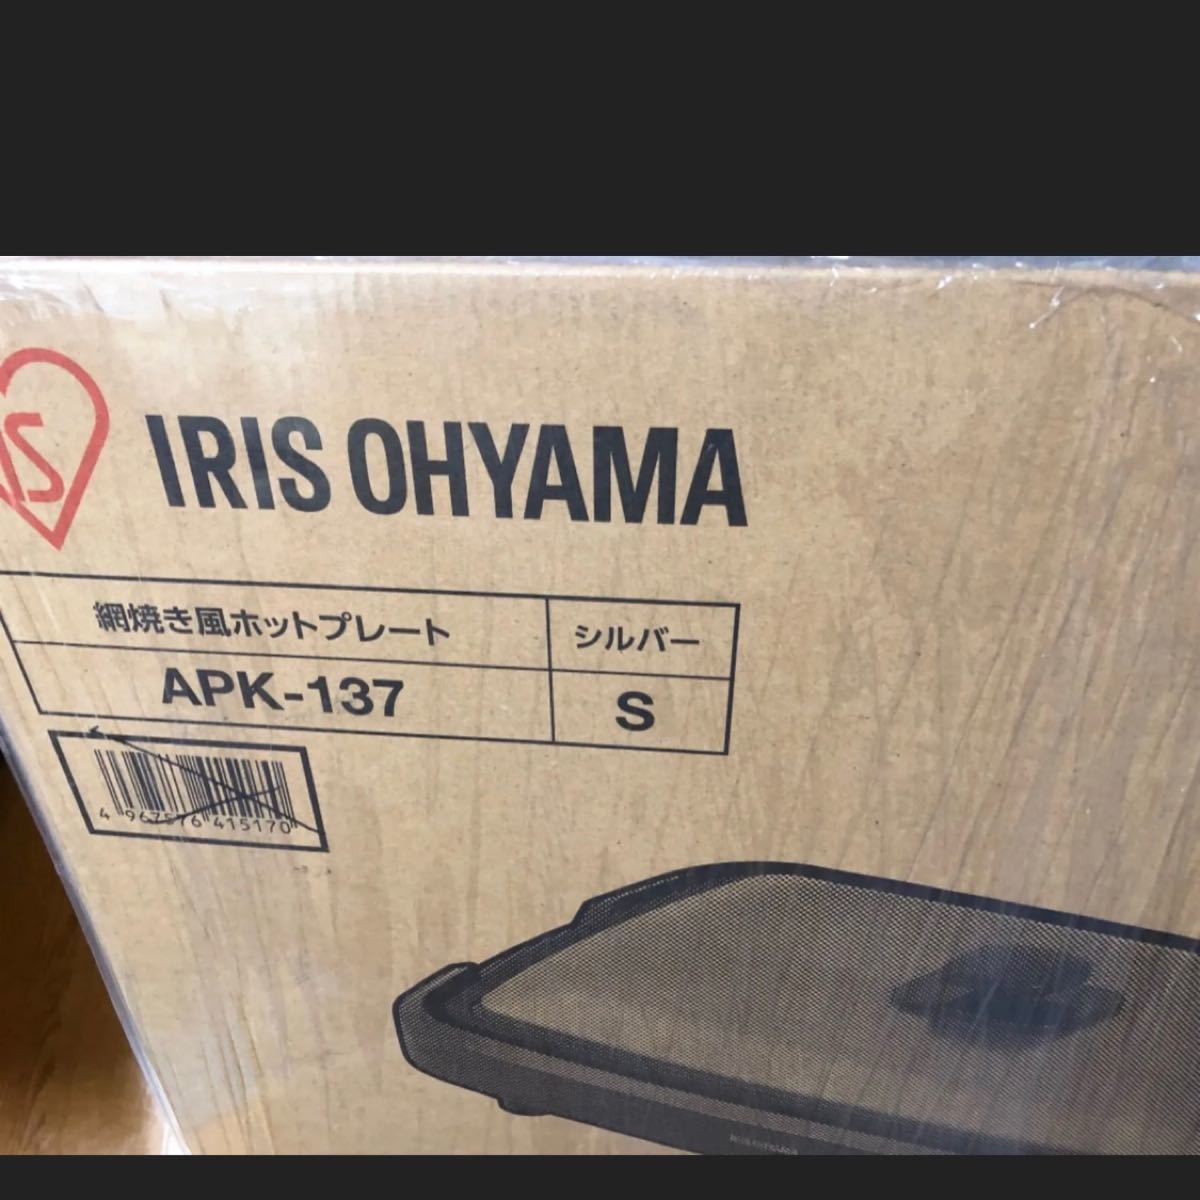 IS
IRIS OHYAMA
網焼き風ホットプレート シルバー
APK-137 S
4 967576 415170